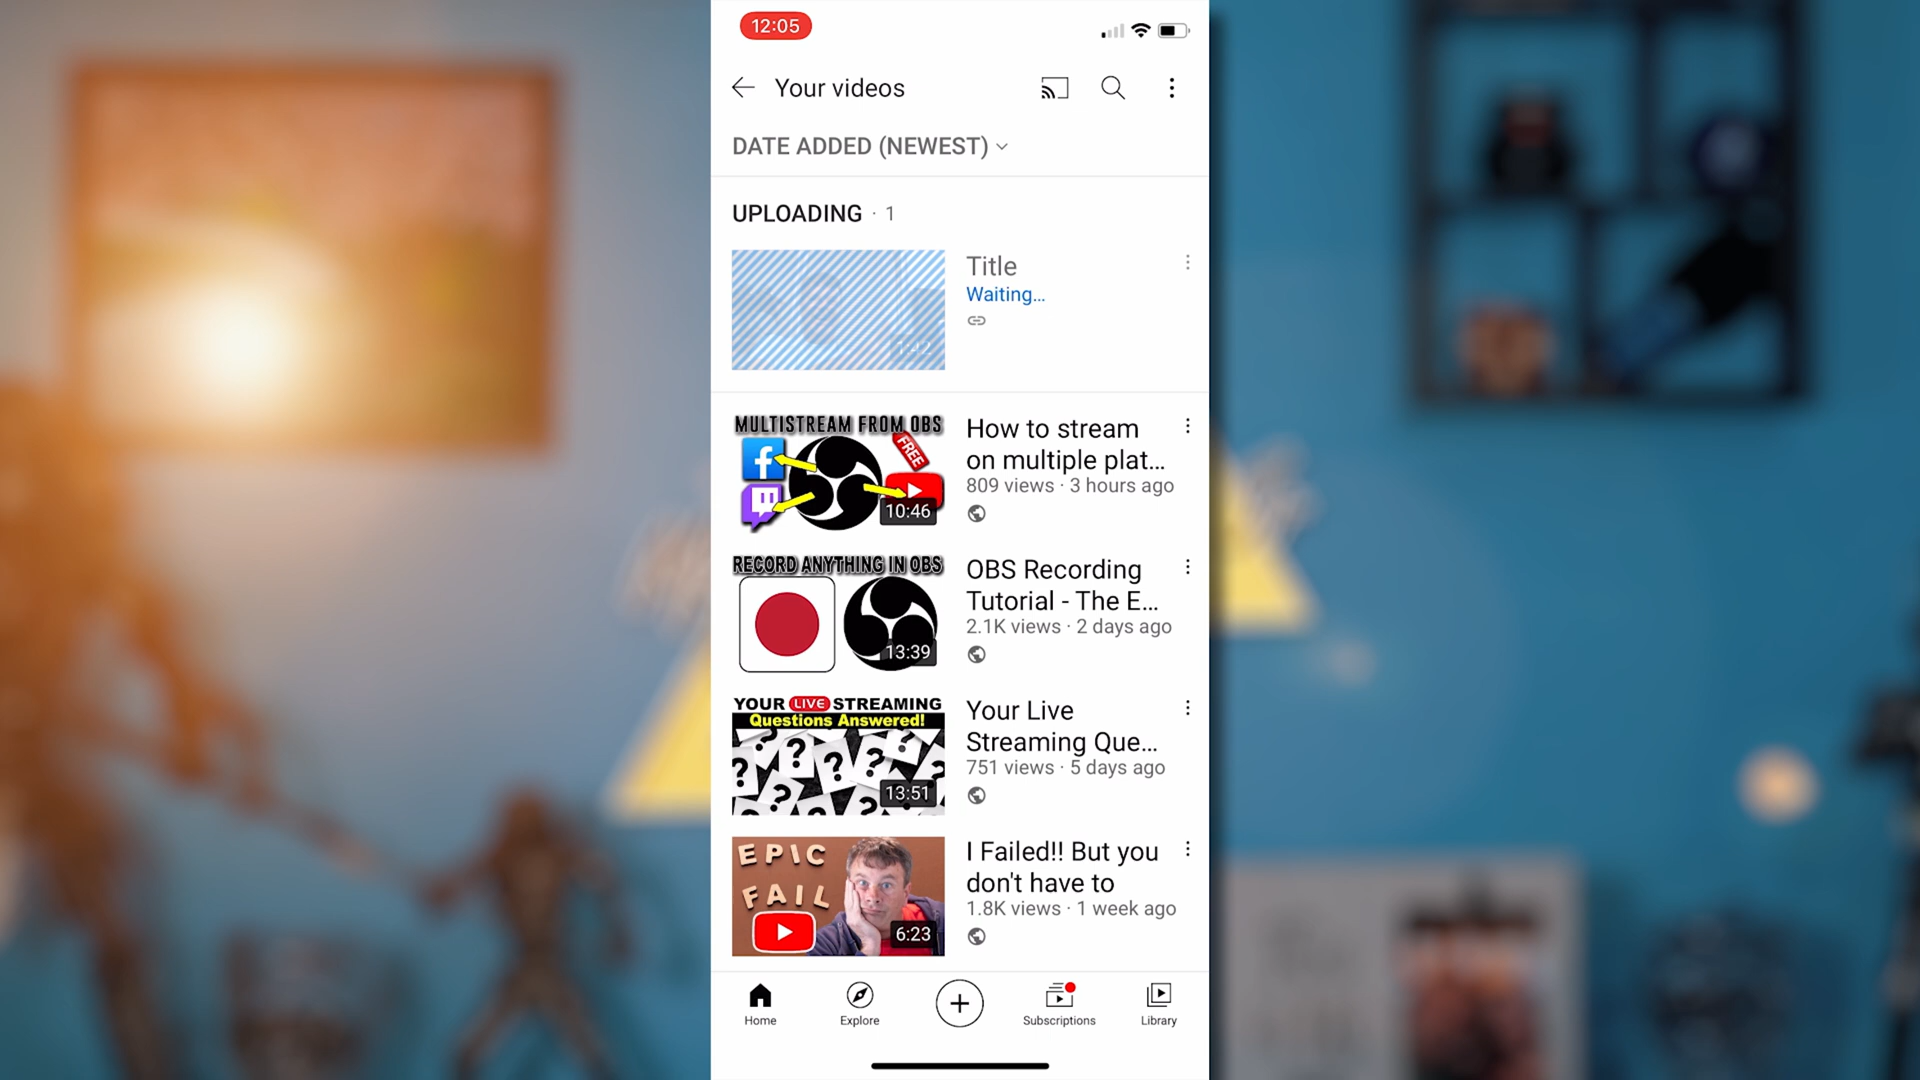 12:05
Your videos
DATE ADDED (NEWEST)
UPLOADING · 1
Title
Waiting...
1:42
MULTISTREAM FROM OBS
FREE
10:46
How to stream
on multiple plat...
809 views · 3 hours ago
RECORD ANYTHING IN OBS
13:39
OBS Recording
Tutorial - The E...
2.1K views · 2 days ago
YOUR LIVE STREAMING
Questions Answered!
13:51
Your Live
Streaming Que...
751 views · 5 days ago
EPIC
FAIL
6:23
I Failed!! But you
don't have to
1.8K views · 1 week ago
Home
Explore
Subscriptions
Library